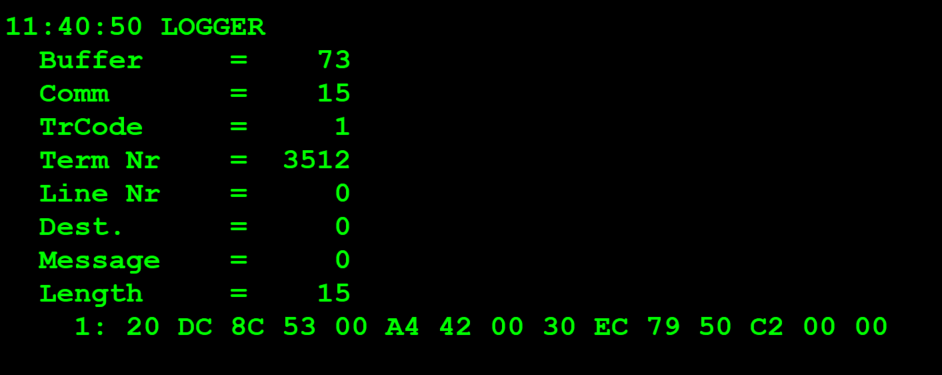 11:40:50 LOGGER
Buffer = 73
Comm = 15
TrCode = 1
Term Nr = 3512
Line Nr = 0
Dest. = 0
Message = 0
Length = 15
1: 20 DC 8C 53 00 A4 42 00 30 EC 79 50 C2 00 00